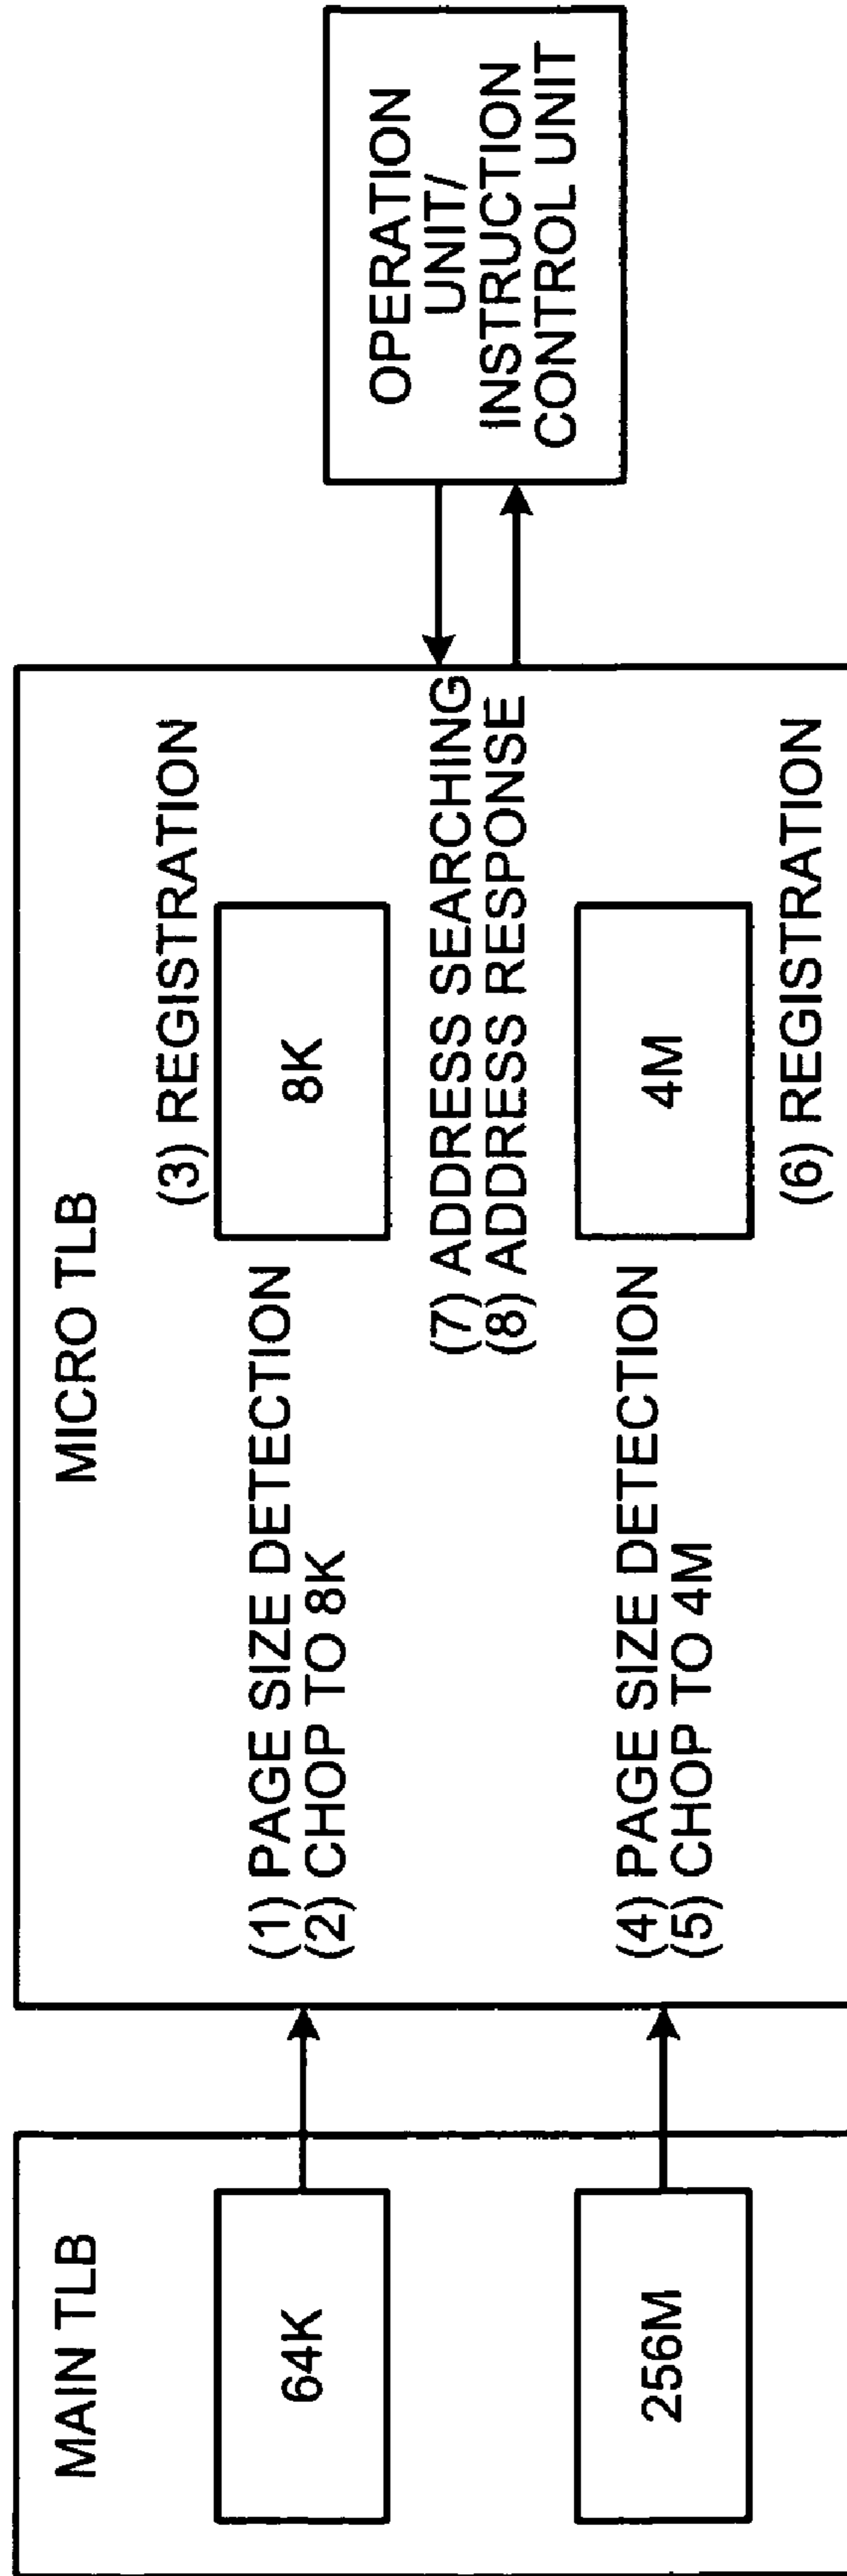 MAIN TLB
64K
256M
MICRO TLB
(1) PAGE SIZE DETECTION
(2) CHOP TO 8K
(3) REGISTRATION
8K
(7) ADDRESS SEARCHING
(8) ADDRESS RESPONSE
(4) PAGE SIZE DETECTION
(5) CHOP TO 4M
4M
(6) REGISTRATION
OPERATION
UNIT/
INSTRUCTION
CONTROL UNIT